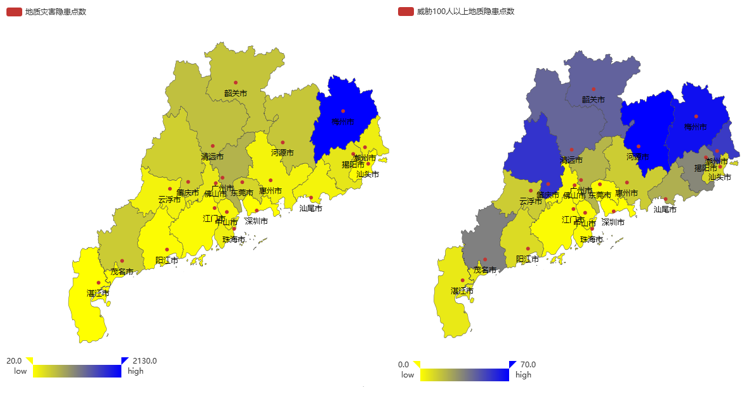 地质灾害隐患点数
韶关市
梅州市
清远市
河源市
潮州市
揭阳市
汕头市
肇庆市
广州市
云浮市
佛山市
东莞市
惠州市
汕尾市
江门市
中山市
深圳市
珠海市
阳江市
茂名市
湛江市
20.0
2130.0
low
high
威胁100人以上地质隐患点数
韶关市
梅州市
清远市
河源市
潮州市
揭阳市
汕头市
肇庆市
广州市
云浮市
佛山市
东莞市
惠州市
汕尾市
江门市
中山市
深圳市
珠海市
阳江市
茂名市
湛江市
0.0
70.0
low
high